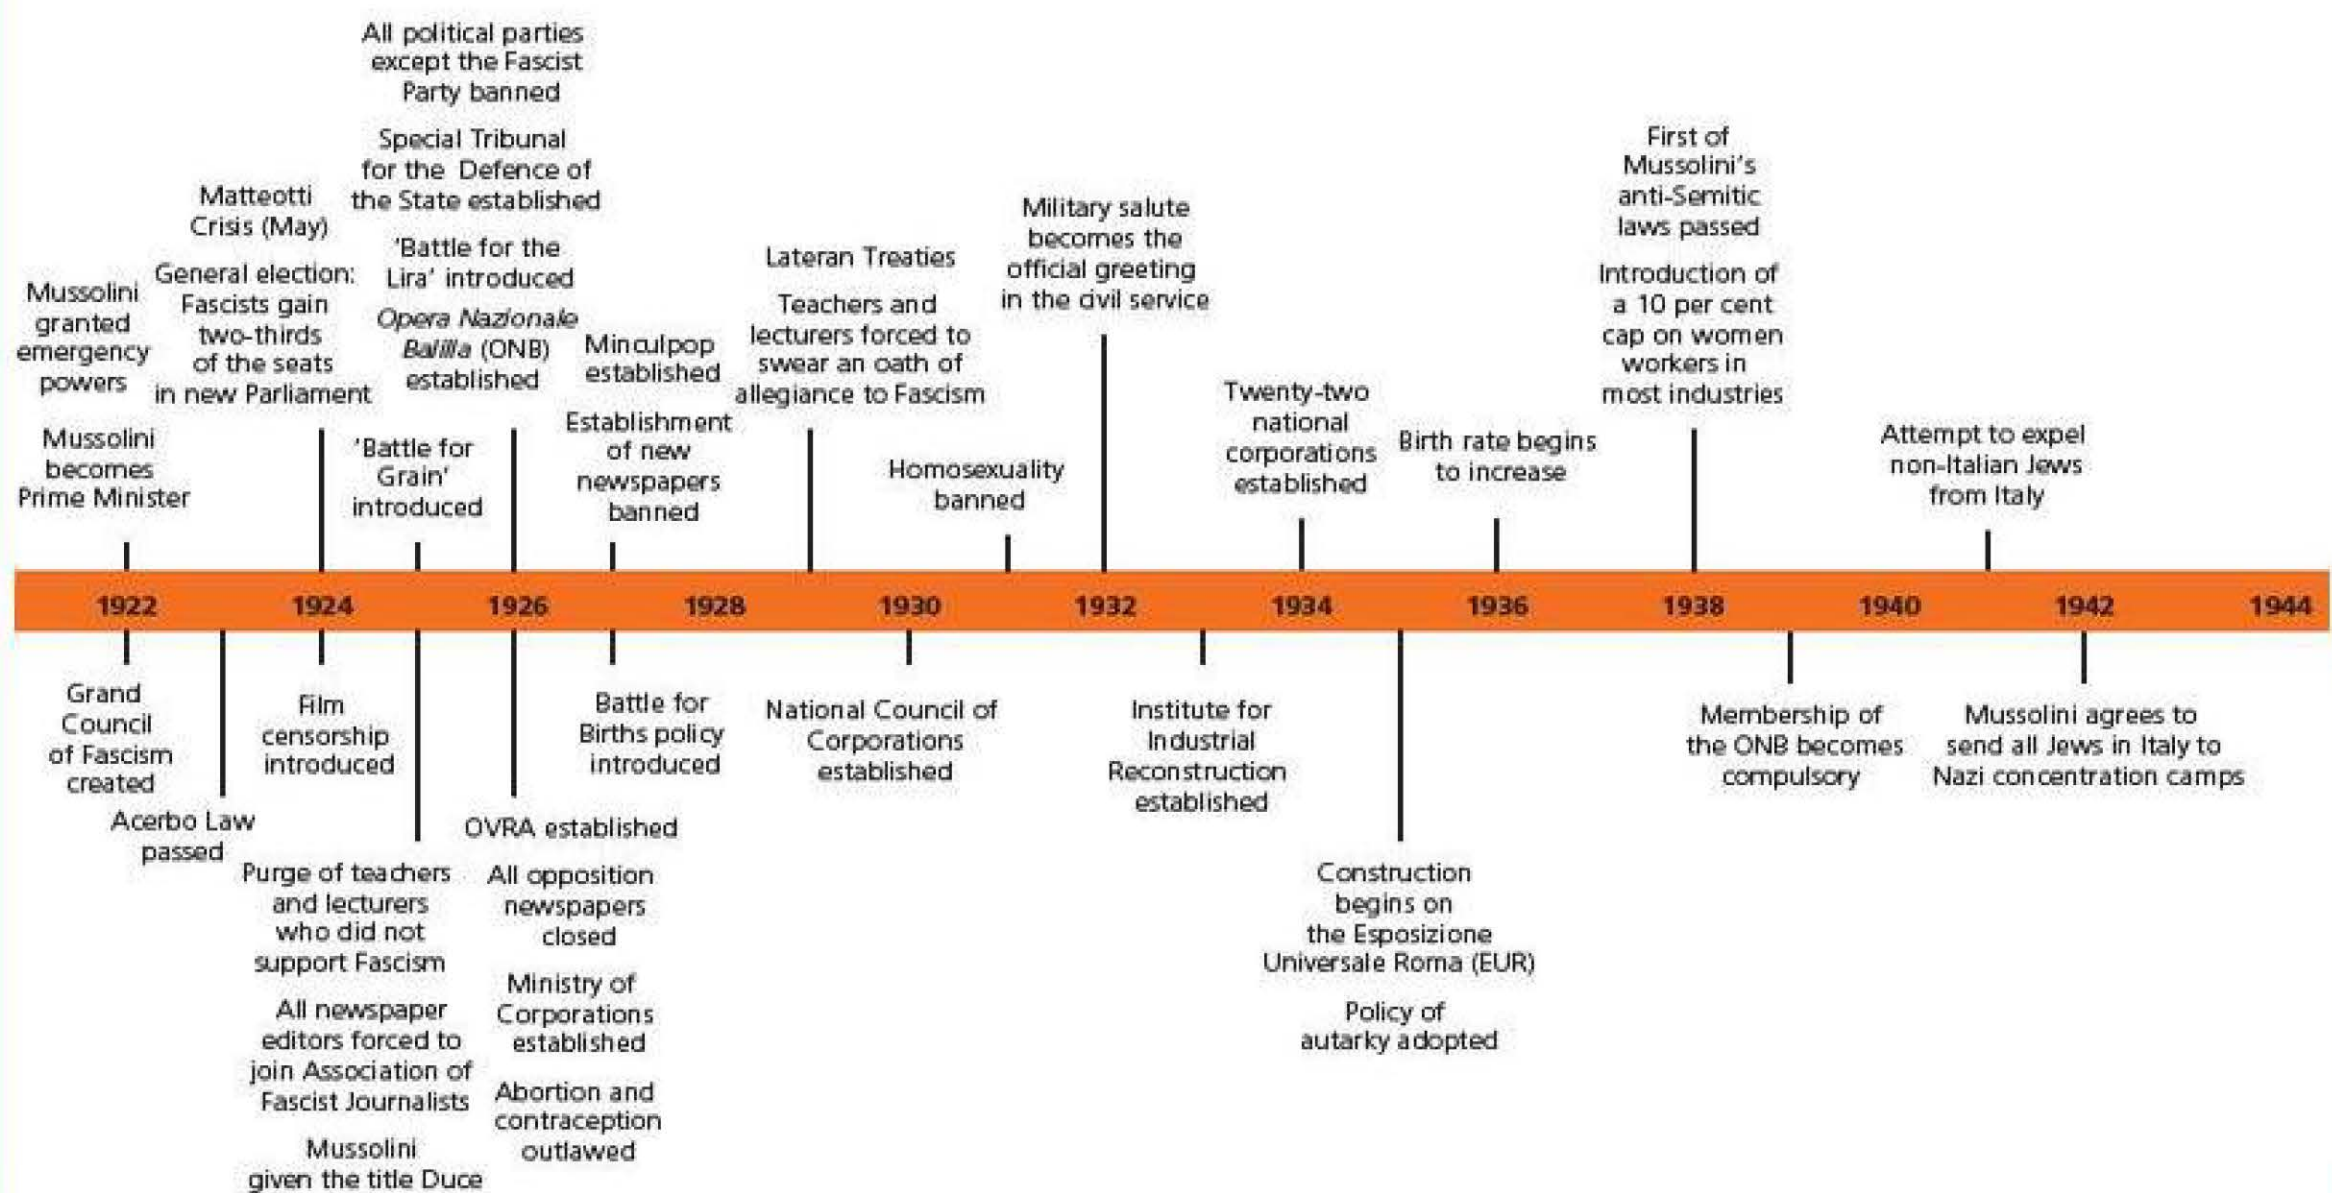 Mussolini
granted
emergency
powers
Mussolini
becomes
Prime Minister
Matteotti
Crisis (May)
General election:
Fascists gain
two-thirds
of the seats
in new Parliament
'Battle for
Grain'
introduced
All political parties
except the Fascist
Party banned
Special Tribunal
for the Defence of
the State established
'Battle for the
Lira' introduced
Opera Nazionale
Balilla (ONB)
established
Minculpop
established
Establishment
of new
newspapers
banned
Lateran Treaties
Teachers and
lecturers forced to
swear an oath of
allegiance to Fascism
Homosexuality
banned
Military salute
becomes the
official greeting
in the civil service
Twenty-two
national
corporations
established
Birth rate begins
to increase
First of
Mussolini's
anti-Semitic
laws passed
Introduction of
a 10 per cent
cap on women
workers in
most industries
Attempt to expel
non-Italian Jews
from Italy
1922 1924 1926 1928 1930 1932 1934 1936 1938 1940 1942 1944
Grand
Council
of Fascism
created
Acerbo Law
passed
Film
censorship
introduced
Purge of teachers
and lecturers
who did not
support Fascism
All newspaper
editors forced to
join Association of
Fascist Journalists
Mussolini
given the title Duce
OVRA established
All opposition
newspapers
closed
Ministry of
Corporations
established
Abortion and
contraception
outlawed
Battle for
Births policy
introduced
National Council of
Corporations
established
Institute for
Industrial
Reconstruction
established
Construction
begins on
the Esposizione
Universale Roma (EUR)
Policy of
autarky adopted
Membership of
the ONB becomes
compulsory
Mussolini agrees to
send all Jews in Italy to
Nazi concentration camps